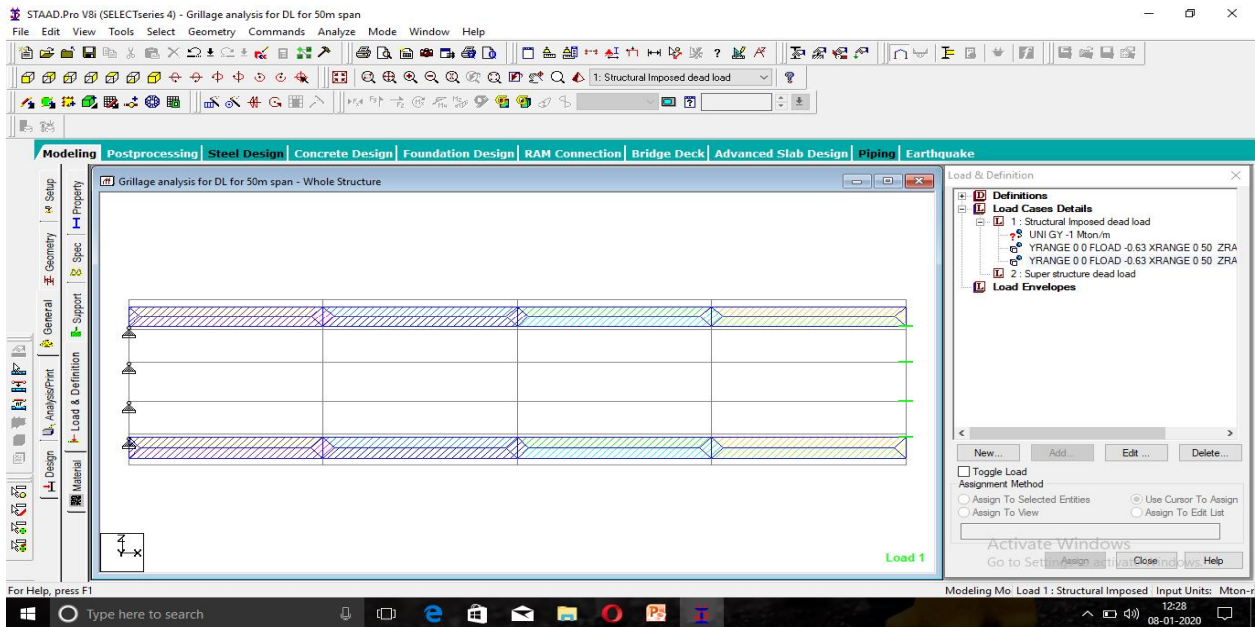 STAAD.Pro V8i (SELECTseries 4) - Grillage analysis for DL for 50m span
File Edit View Tools Select Geometry Commands Analyze Mode Window Help
1: Structural Imposed dead load
Modeling Postprocessing Steel Design Concrete Design Foundation Design RAM Connection Bridge Deck Advanced Slab Design Piping Earthquake
Setup
Geometry
General
Analysis/Print
Design
Property
Spec
Support
Load & Definition
Material
Grillage analysis for DL for 50m span - Whole Structure
Z
Y X
Load 1
Load & Definition
Definitions
Load Cases Details
1 : Structural Imposed dead load
UNI GY -1 Mton/m
YRANGE 0 0 FLOAD -0.63 XRANGE 0 50 ZRA
YRANGE 0 0 FLOAD -0.63 XRANGE 0 50 ZRA
2 : Super structure dead load
Load Envelopes
New... Add... Edit ... Delete...
Toggle Load
Assignment Method
Assign To Selected Entities Use Cursor To Assign
Assign To View Assign To Edit List
Activate Windows
Assign Close Help
For Help, press F1
Modeling Mo Load 1 : Structural Imposed Input Units: Mton-
Type here to search
12:28
08-01-2020